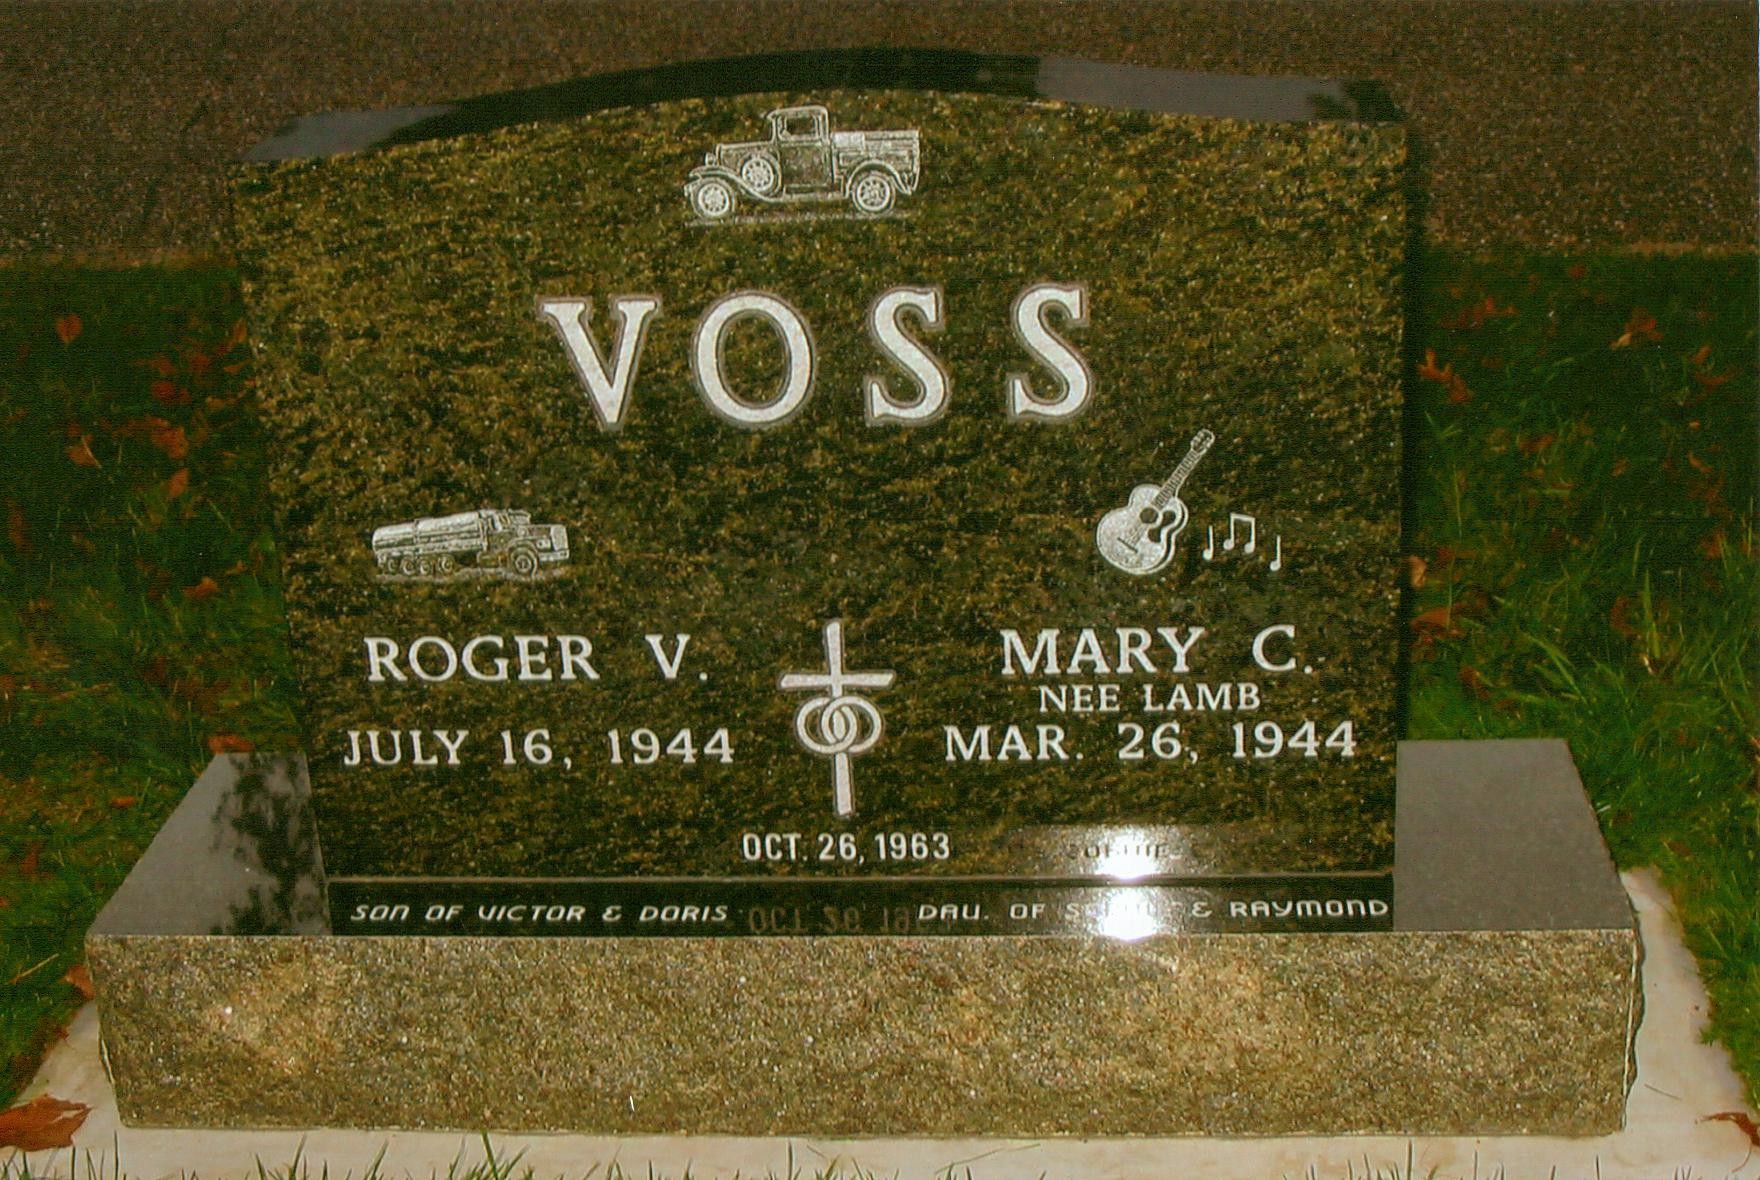 VOSS
ROGER V.
JULY 16, 1944
MARY C.
NEE LAMB
MAR. 26, 1944
OCT. 26, 1963
SON OF VICTOR & DORIS
DAU. OF & RAYMOND